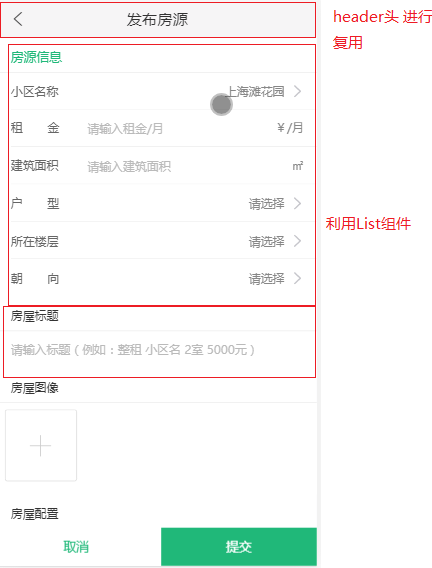 发布房源
header头 进行
复用
房源信息
小区名称 上海滩花园
租 金 请输入租金/月 ¥/月
建筑面积 请输入建筑面积 ㎡
户 型 请选择
利用List组件
所在楼层 请选择
朝 向 请选择
房屋标题
请输入标题（例如：整租 小区名 2室 5000元）
房屋图像
房屋配置
取消 提交